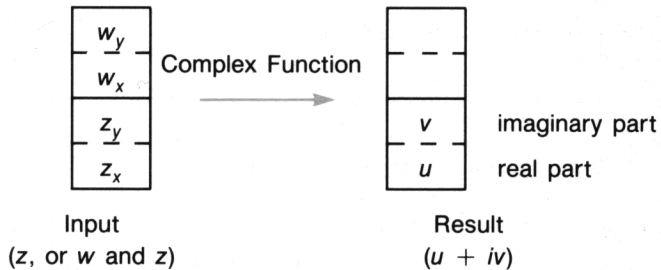 w_y
w_x
z_y
z_x
Complex Function
v imaginary part
u real part
Input
(z, or w and z)
Result
(u + iv)